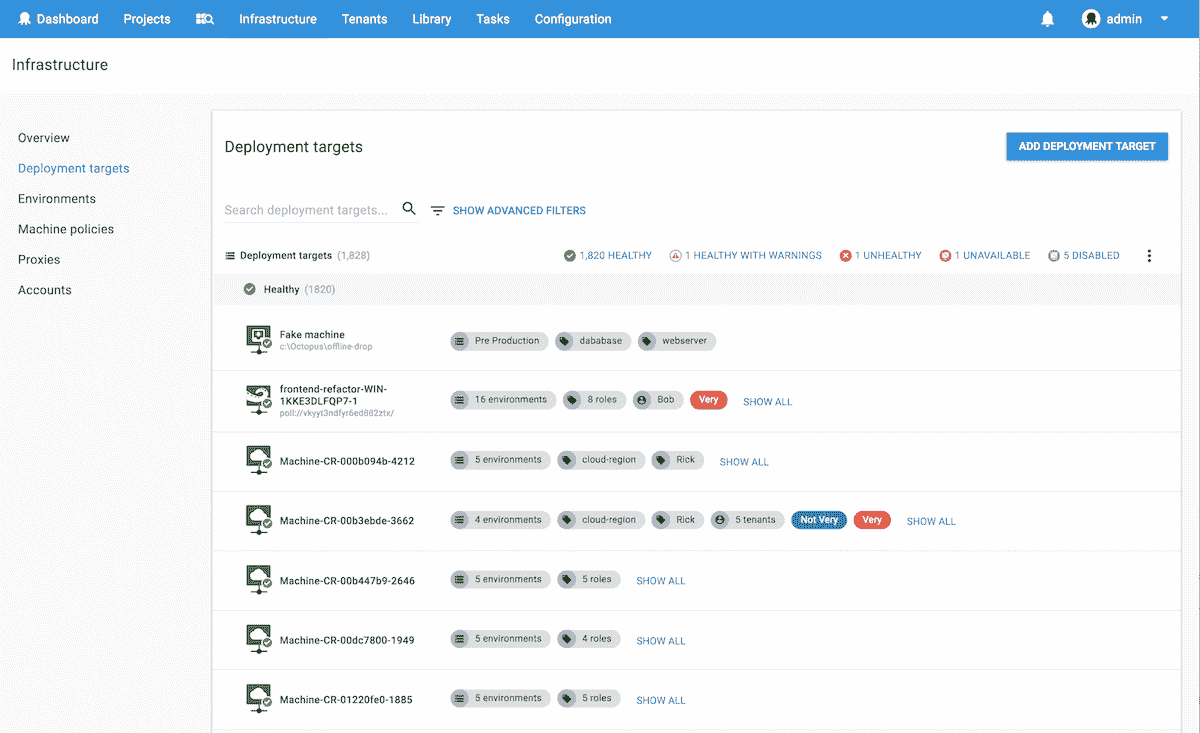 Dashboard Projects Infrastructure Tenants Library Tasks Configuration admin
Infrastructure
Overview
Deployment targets
Environments
Machine policies
Proxies
Accounts
Deployment targets
ADD DEPLOYMENT TARGET
Search deployment targets... SHOW ADVANCED FILTERS
Deployment targets (1,828) 1,820 HEALTHY 1 HEALTHY WITH WARNINGS 1 UNHEALTHY 1 UNAVAILABLE 5 DISABLED
Healthy (1820)
Fake machine
c:\Octopus\offline-drop
Pre Production dababase webserver
frontend-refactor-WIN-
1KKE3DLFQP7-1
poll://vkyyt3ndfyr6ed882ztx/
16 environments 8 roles Bob Very SHOW ALL
Machine-CR-000b094b-4212 5 environments cloud-region Rick SHOW ALL
Machine-CR-00b3ebde-3662 4 environments cloud-region Rick 5 tenants Not Very Very SHOW ALL
Machine-CR-00b447b9-2646 5 environments 5 roles SHOW ALL
Machine-CR-00dc7800-1949 5 environments 4 roles SHOW ALL
Machine-CR-01220fe0-1885 5 environments 5 roles SHOW ALL